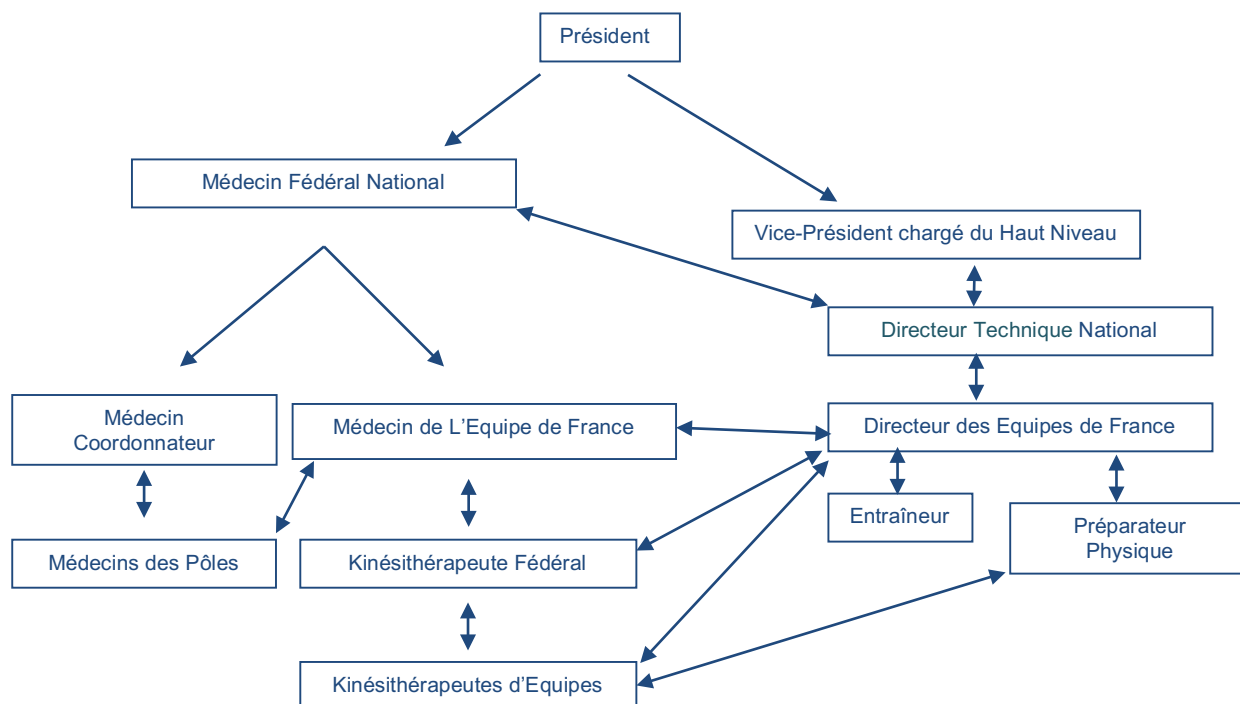 Président
Médecin Fédéral National
Vice-Président chargé du Haut Niveau
Directeur Technique National
Médecin
Coordonnateur
Médecin de L’Equipe de France
Directeur des Equipes de France
Entraîneur
Préparateur
Physique
Médecins des Pôles
Kinésithérapeute Fédéral
Kinésithérapeutes d’Equipes